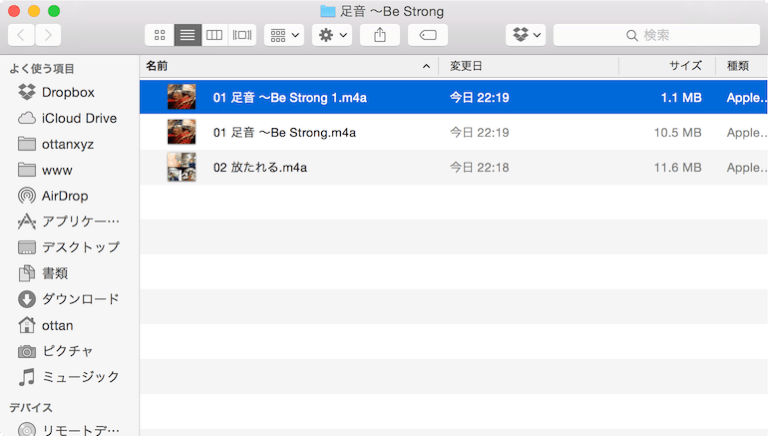 足音 〜Be Strong
検索
よく使う項目
Dropbox
iCloud Drive
ottanxyz
www
AirDrop
アプリケー…
デスクトップ
書類
ダウンロード
ottan
ピクチャ
ミュージック
デバイス
リモートデ…
名前 変更日 サイズ 種類
01 足音 〜Be Strong 1.m4a 今日 22:19 1.1 MB Apple…
01 足音 〜Be Strong.m4a 今日 22:19 10.5 MB Apple…
02 放たれる.m4a 今日 22:18 11.6 MB Apple…